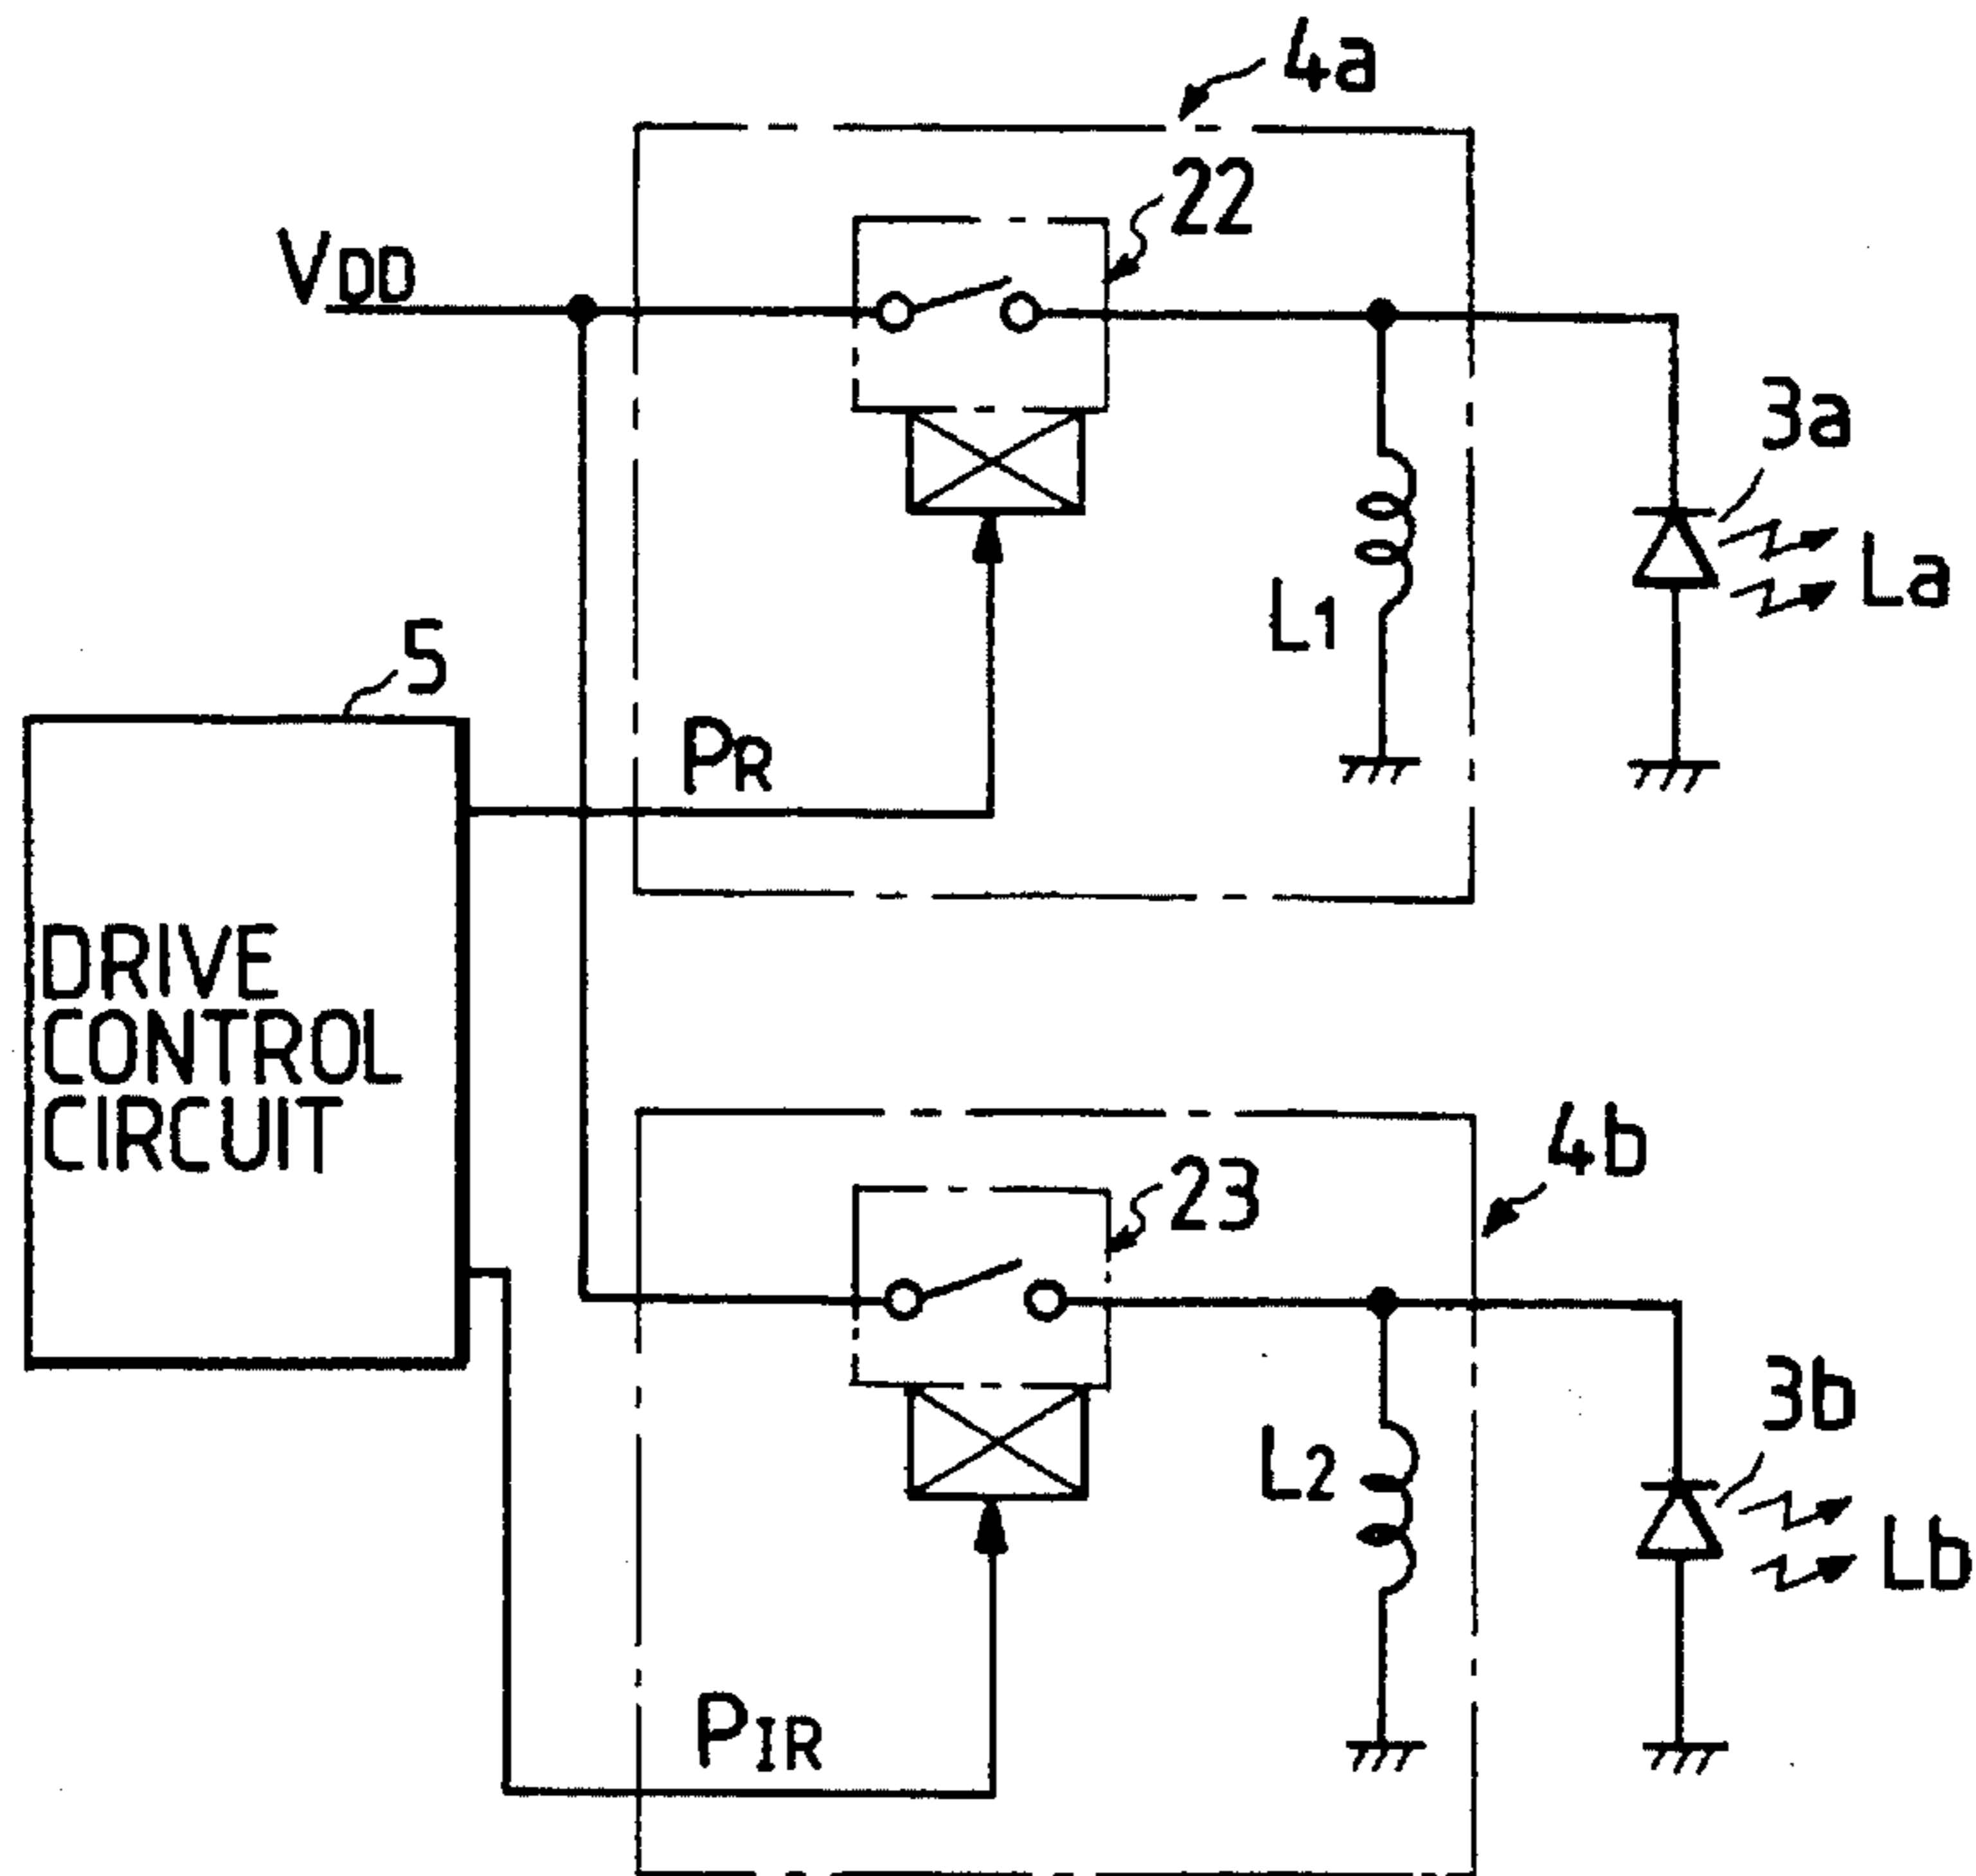 4a
22
VDD
3a
La
L1
5
PR
DRIVE
CONTROL
CIRCUIT
4b
23
3b
L2
Lb
PIR